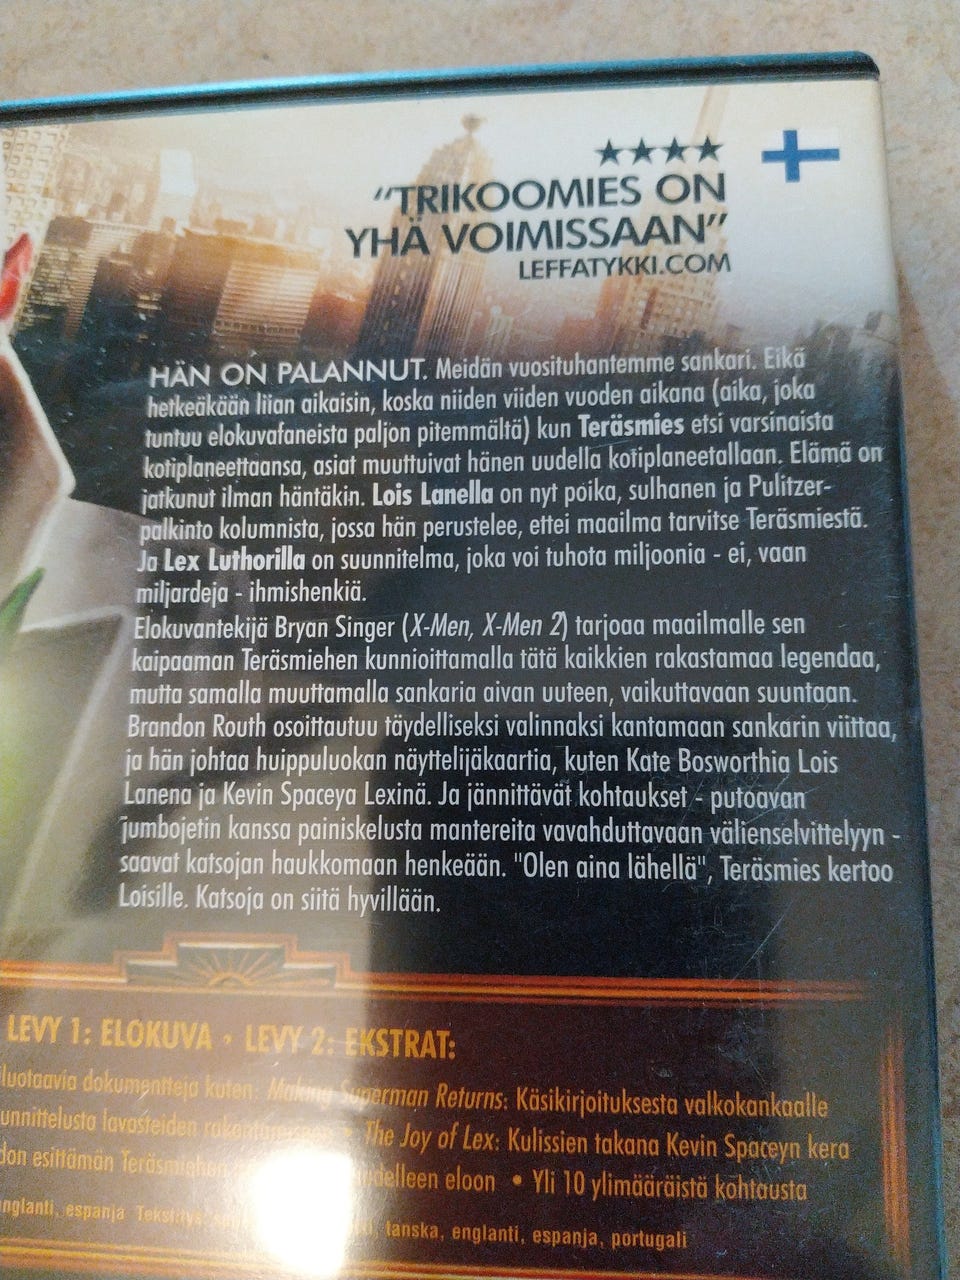 ★★★★
"TRIKOOMIES ON
YHÄ VOIMISSAAN"
LEFFATYKKI.COM
HÄN ON PALANNUT. Meidän vuosituhantemme sankari. Eikä
hetkeäkään liian aikaisin, koska niiden viiden vuoden aikana (aika, joka
tuntuu elokuvafaneista paljon pitemmältä) kun Teräsmies etsi varsinaista
kotiplaneettaansa, asiat muuttuivat hänen uudella kotiplaneetallaan. Elämä on
jatkunut ilman häntäkin. Lois Lanella on nyt poika, sulhanen ja Pulitzer-
palkinto kolumnista, jossa hän perustelee, ettei maailma tarvitse Teräsmiestä.
Ja Lex Luthorilla on suunnitelma, joka voi tuhota miljoonia - ei, vaan
miljardeja - ihmishenkiä.
Elokuvantekijä Bryan Singer (X-Men, X-Men 2) tarjoaa maailmalle sen
kaipaaman Teräsmiehen kunnioittamalla tätä kaikkien rakastamaa legendaa,
mutta samalla muuttamalla sankaria aivan uuteen, vaikuttavaan suuntaan.
Brandon Routh osoittautuu täydelliseksi valinnaksi kantamaan sankarin viittaa,
ja hän johtaa huippuluokan näyttelijäkaartia, kuten Kate Bosworthia Lois
Lanena ja Kevin Spaceya Lexinä. Ja jännittävät kohtaukset - putoavan
jumbojetin kanssa painiskelusta mantereita vavahduttavaan välienselvittelyyn -
saavat katsojan haukkomaan henkeään. "Olen aina lähellä", Teräsmies kertoo
Loisille. Katsoja on siitä hyvillään.
LEVY 1: ELOKUVA • LEVY 2: EKSTRAT:
luotaavia dokumentteja kuten: Making Superman Returns: Käsikirjoituksesta valkokankaalle
unnittelusta lavasteiden • The Joy of Lex: Kulissien takana Kevin Spaceyn kera
don esittämän Teräsmiehen udelleen eloon • Yli 10 ylimääräistä kohtausta
nglanti, espanja Tekstitys: tanska, englanti, espanja, portugali